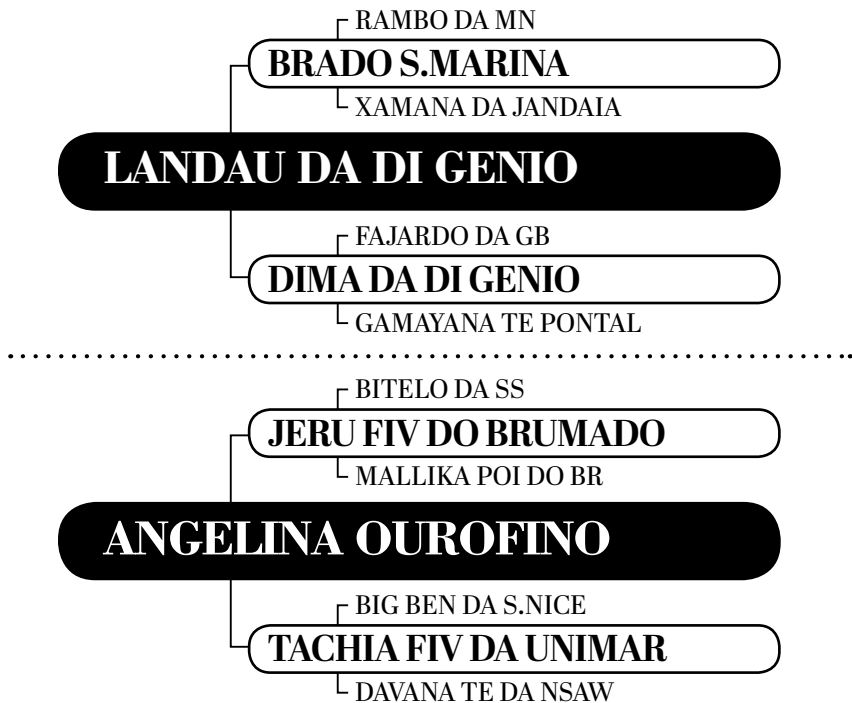 RAMBO DA MN
BRADO S.MARINA
XAMANA DA JANDAIA
LANDAU DA DI GENIO
FAJARDO DA GB
DIMA DA DI GENIO
GAMAYANA TE PONTAL
BITELO DA SS
JERU FIV DO BRUMADO
MALLIKA POI DO BR
ANGELINA OUROFINO
BIG BEN DA S.NICE
TACHIA FIV DA UNIMAR
DAVANA TE DA NSAW